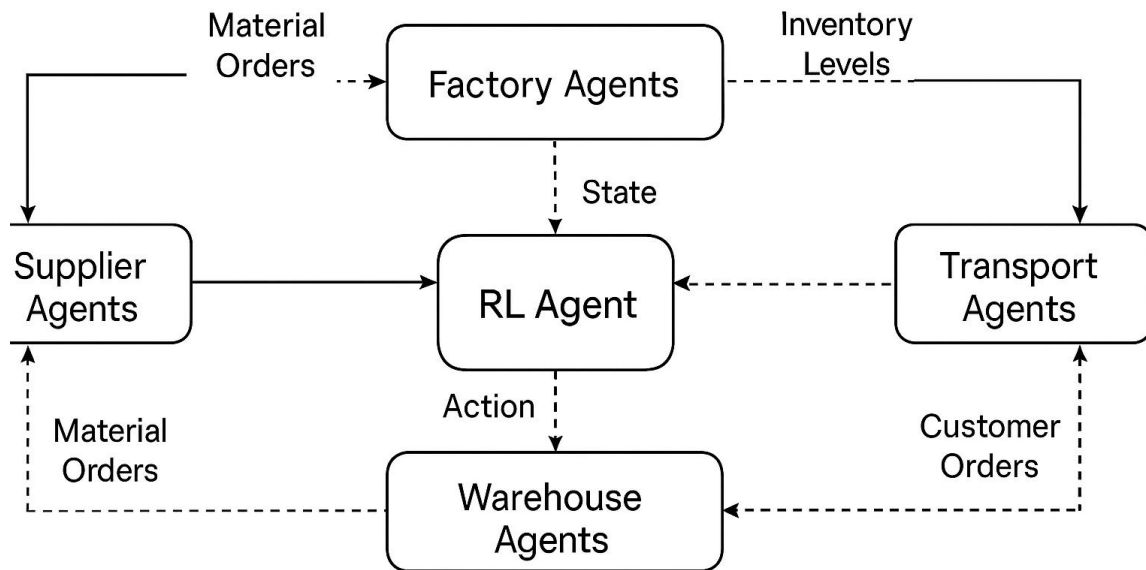 Material
Orders
Factory Agents
Inventory
Levels
State
Supplier
Agents
RL Agent
Transport
Agents
Action
Material
Orders
Customer
Orders
Warehouse
Agents